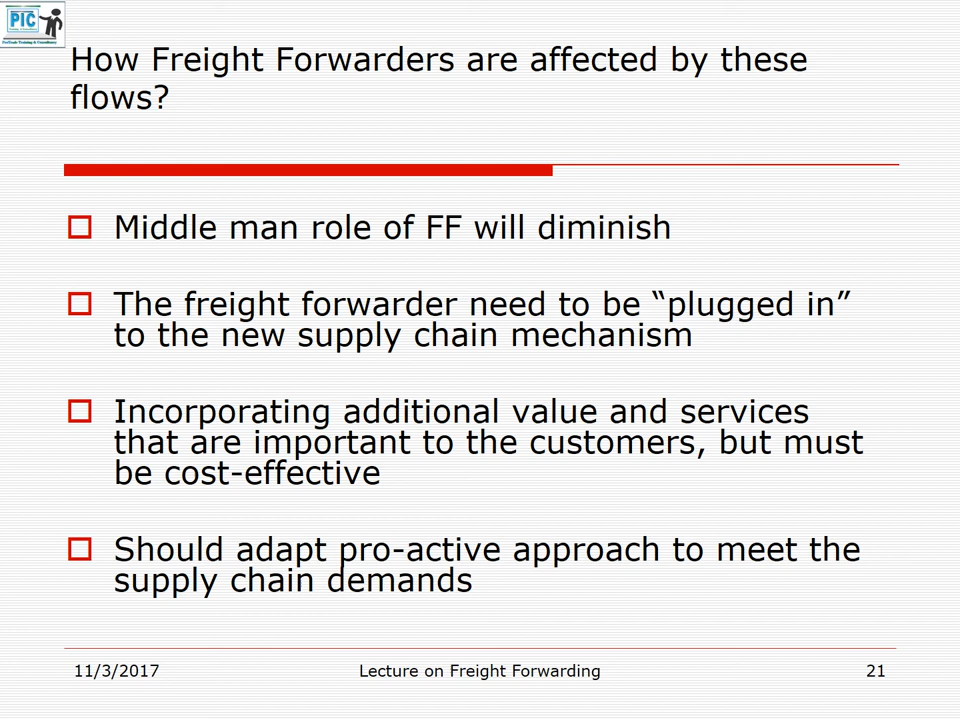 PIC
How Freight Forwarders are affected by these
flows?
Middle man role of FF will diminish
The freight forwarder need to be “plugged in”
to the new supply chain mechanism
Incorporating additional value and services
that are important to the customers, but must
be cost-effective
Should adapt pro-active approach to meet the
supply chain demands
11/3/2017
Lecture on Freight Forwarding
21